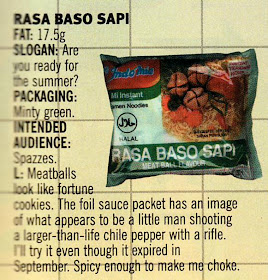 RASA BASO SAPI
FAT: 17.5g
SLOGAN: Are
you ready for
the summer?
PACKAGING:
Minty green.
INTENDED
AUDIENCE:
Spazzes.
L: Meatballs
look like fortune
cookies. The foil sauce packet has an image
of what appears to be a little man shooting
a larger-than-life chile pepper with a rifle.
I'll try it even though it expired in
September. Spicy enough to make me choke.
Indomie
Mi Instant
Ramen Noodles
HALAL
RASA BASO SAPI
MEAT BALL FLAVOUR